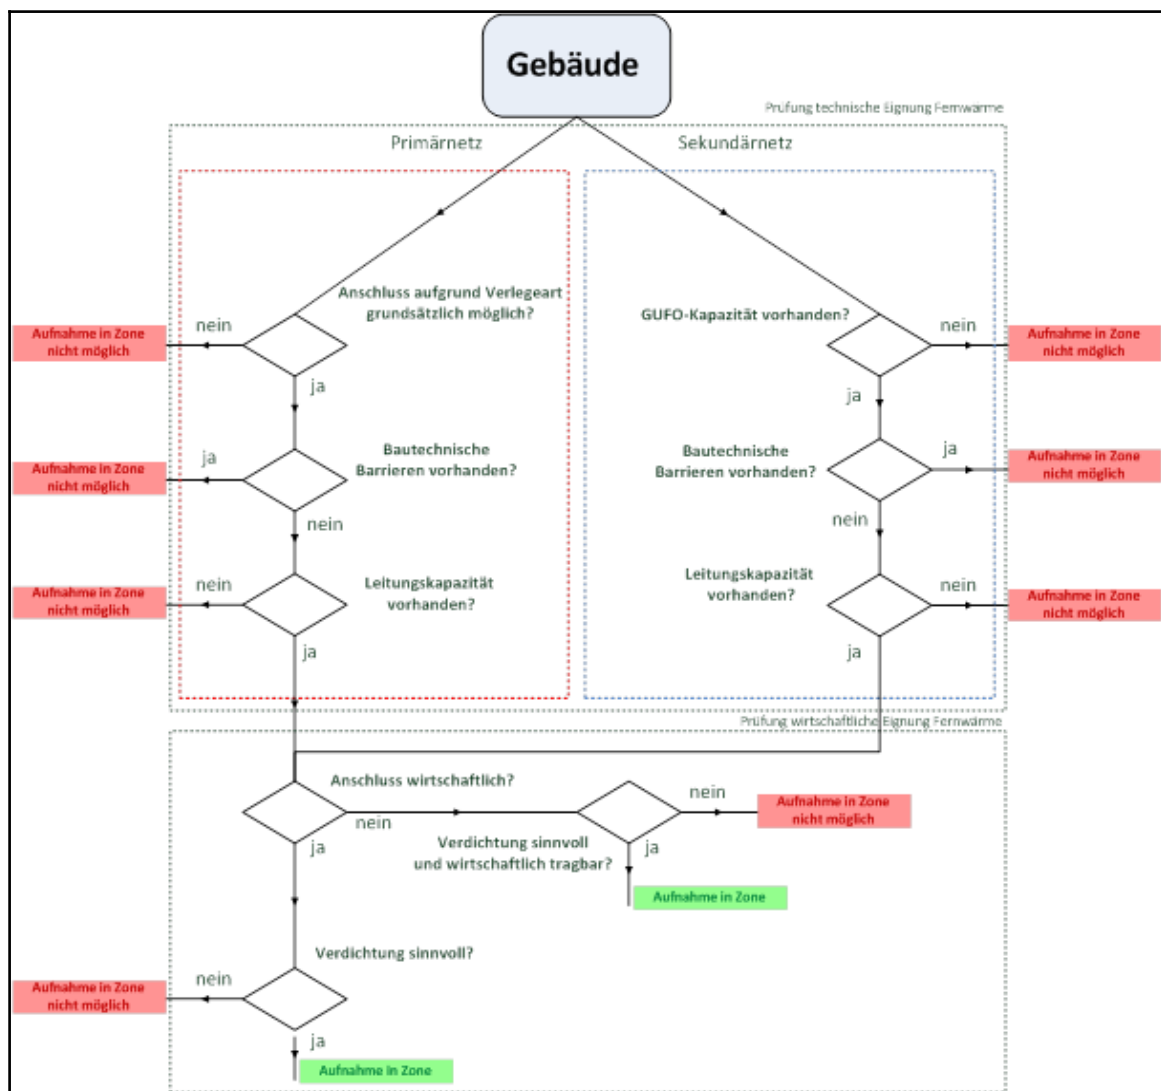 Gebäude
Prüfung technische Eignung Fernwärme
Primärnetz
Sekundärnetz
Anschluss aufgrund Verlegeart
grundsätzlich möglich?
nein
Aufnahme in Zone
nicht möglich
ja
GUFO-Kapazität vorhanden?
nein
Aufnahme in Zone
nicht möglich
ja
Bautechnische
Barrieren vorhanden?
ja
Aufnahme in Zone
nicht möglich
nein
Bautechnische
Barrieren vorhanden?
ja
Aufnahme in Zone
nicht möglich
nein
Leitungskapazität
vorhanden?
nein
Aufnahme in Zone
nicht möglich
ja
Leitungskapazität
vorhanden?
nein
Aufnahme in Zone
nicht möglich
ja
Prüfung wirtschaftliche Eignung Fernwärme
Anschluss wirtschaftlich?
nein
ja
Verdichtung sinnvoll
und wirtschaftlich tragbar?
nein
Aufnahme in Zone
nicht möglich
ja
Aufnahme in Zone
Verdichtung sinnvoll?
nein
Aufnahme in Zone
nicht möglich
ja
Aufnahme in Zone